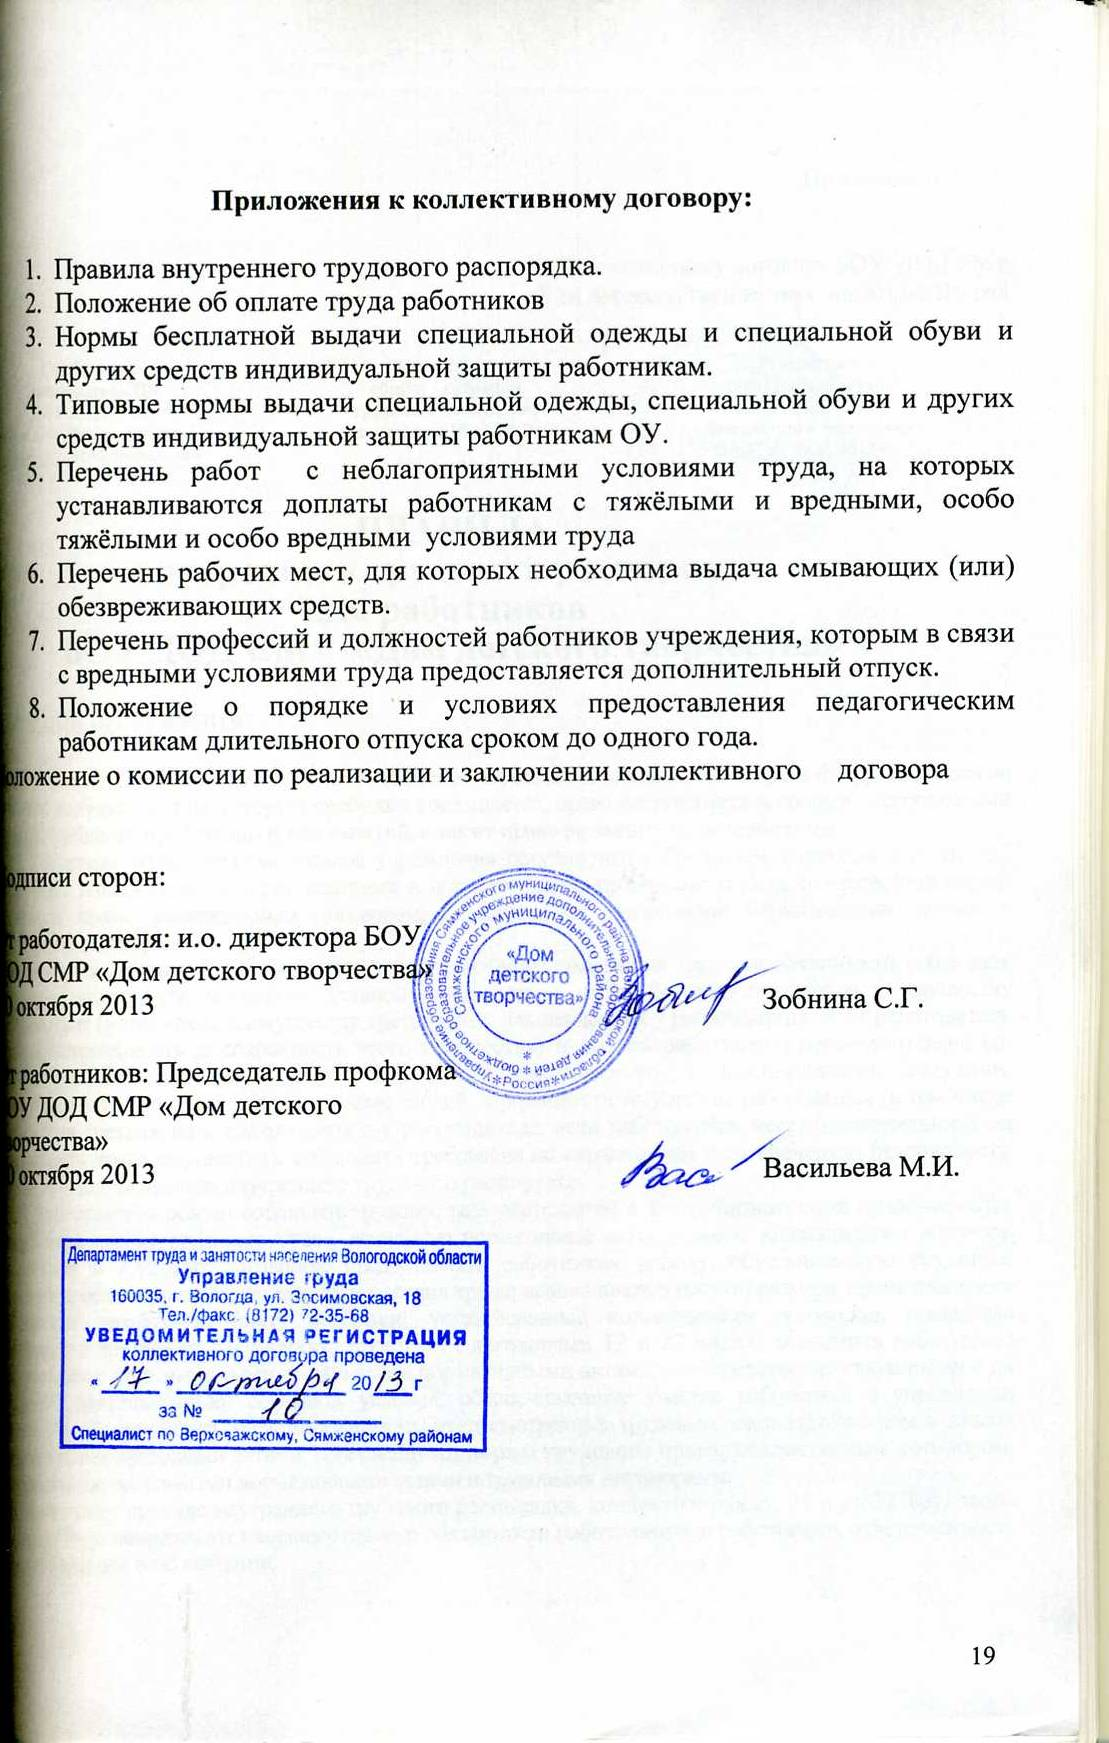 Приложения к коллективному договору:
1. Правила внутреннего трудового распорядка.
2. Положение об оплате труда работников
3. Нормы бесплатной выдачи специальной одежды и специальной обуви и
других средств индивидуальной защиты работникам.
4. Типовые нормы выдачи специальной одежды, специальной обуви и других
средств индивидуальной защиты работникам ОУ.
5. Перечень работ с неблагоприятными условиями труда, на которых
устанавливаются доплаты работникам с тяжёлыми и вредными, особо
тяжёлыми и особо вредными условиями труда
6. Перечень рабочих мест, для которых необходима выдача смывающих (или)
обезвреживающих средств.
7. Перечень профессий и должностей работников учреждения, которым в связи
с вредными условиями труда предоставляется дополнительный отпуск.
8. Положение о порядке и условиях предоставления педагогическим
работникам длительного отпуска сроком до одного года.
оложение о комиссии по реализации и заключении коллективного договора
одписи сторон:
т работодателя: и.о. директора БОУ
ОД СМР «Дом детского творчества»
октября 2013
«Дом
детского
творчества»
Зобнина С.Г.
т работников: Председатель профкома
ОУ ДОД СМР «Дом детского
ворчества»
октября 2013
Васильева М.И.
Департамент труда и занятости населения Вологодской области
Управление труда
160035, г. Вологда, ул. Зосимовская, 18
Тел./факс. (8172) 72-35-68
УВЕДОМИТЕЛЬНАЯ РЕГИСТРАЦИЯ
коллективного договора проведена
« 17 » октября 2013 г
за № 10
Специалист по Верховажскому, Сямженскому районам
19